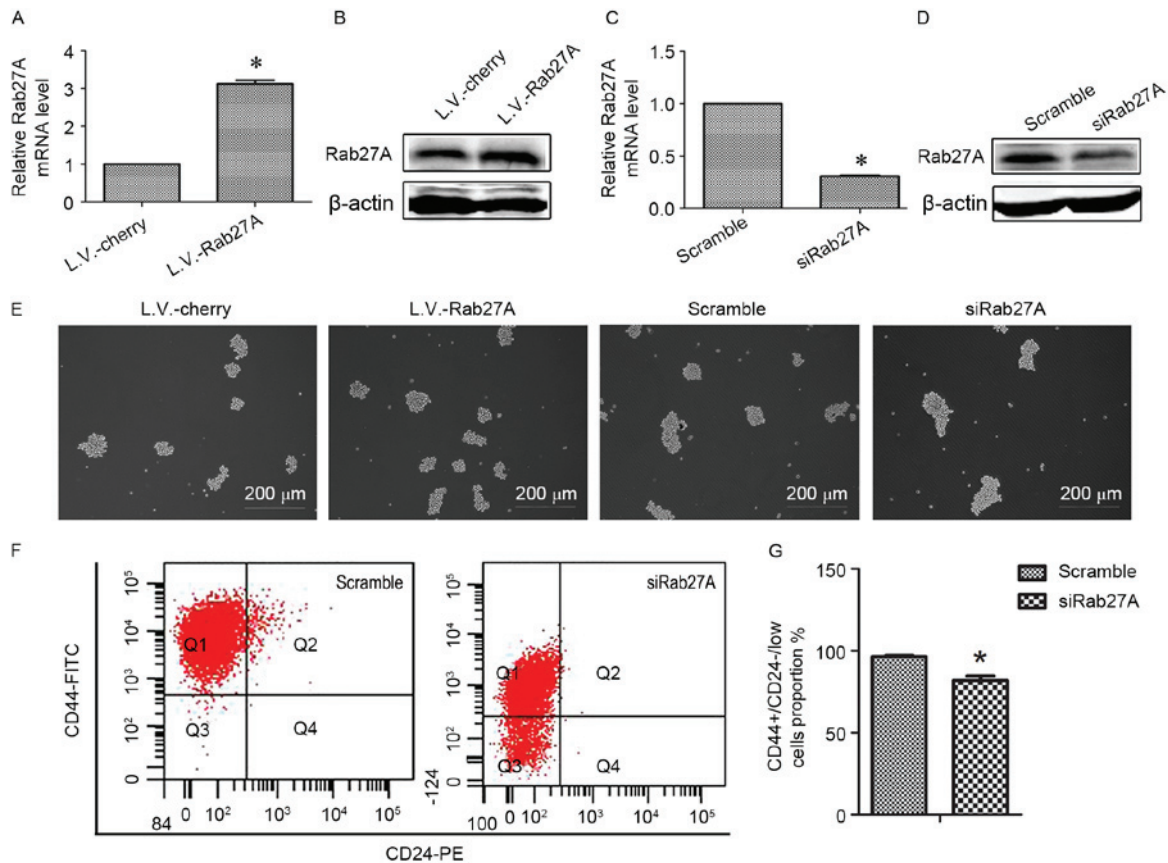 A
Relative Rab27A
mRNA level
4
3
2
1
0
L.V.-cherry
L.V.-Rab27A
*
B
L.V.-cherry
L.V.-Rab27A
Rab27A
β-actin
C
Relative Rab27A
mRNA level
1.5
1.0
0.5
0.0
Scramble
siRab27A
*
D
Scramble
siRab27A
Rab27A
β-actin
E
L.V.-cherry
L.V.-Rab27A
Scramble
siRab27A
200 μm
200 μm
200 μm
200 μm
F
CD44-FITC
Scramble
10⁵
10⁴
10³
10²
0
Q1
Q2
Q3
Q4
84
0 10² 10³ 10⁴ 10⁵
siRab27A
10⁵
10⁴
10³
10²
0
-124
Q1
Q2
Q3
Q4
100
0 10² 10³ 10⁴ 10⁵
CD24-PE
G
CD44+/CD24-/low
cells proportion %
150
100
50
0
*
Scramble
siRab27A